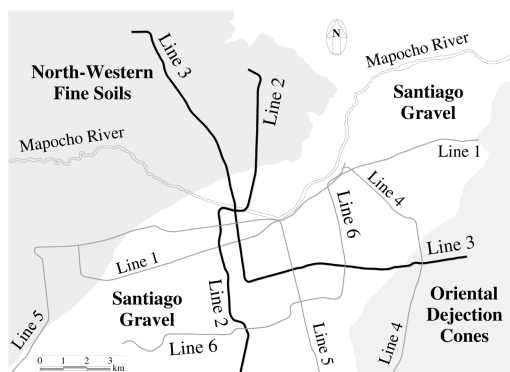 N
Line 3
North-Western
Fine Soils
Line 2
Mapocho River
Santiago
Gravel
Mapocho River
Line 1
Line 4
Line 6
Line 3
Line 1
Santiago
Gravel
Line 2
Oriental
Dejection
Cones
Line 5
Line 6
Line 5
Line 4
0 1 2 3
km